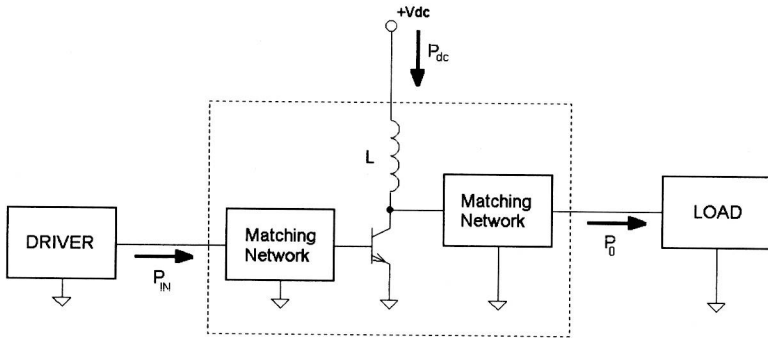 +Vdc
Pdc
L
Matching
Network
Matching
Network
DRIVER
LOAD
PIN
P0